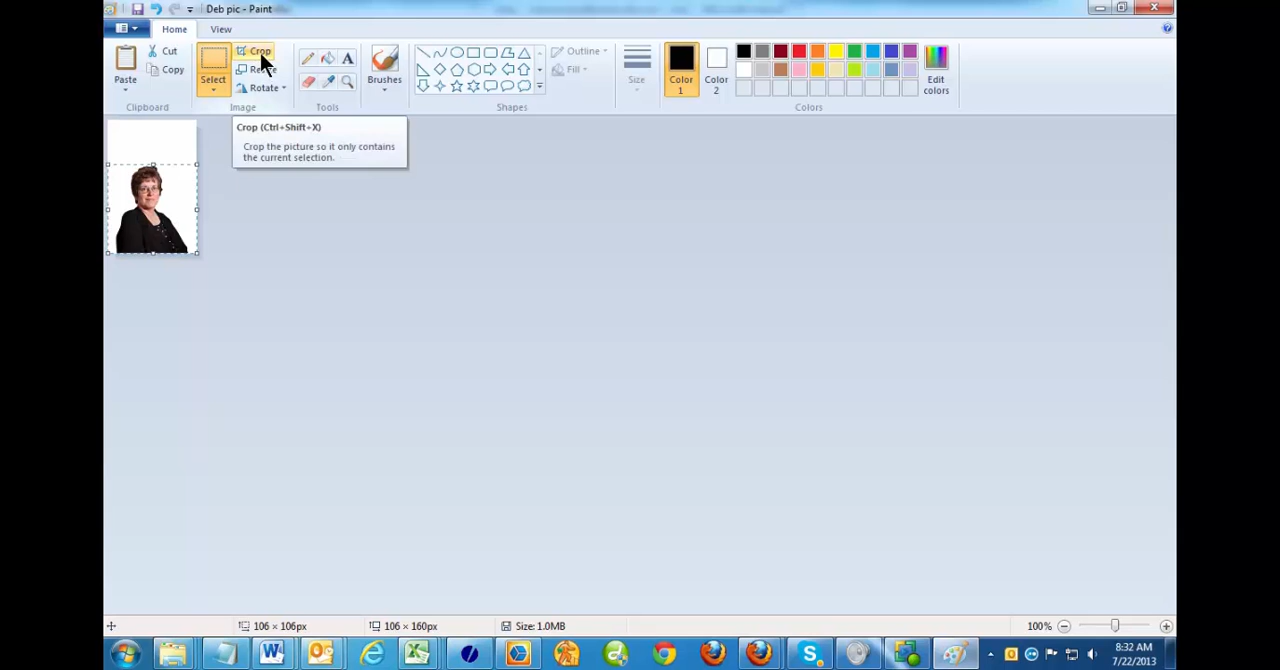 Deb pic - Paint
Home
View
Paste
Cut
Copy
Clipboard
Select
Crop
Rotate
Image
Tools
A
Brushes
Shapes
Outline
Fill
Size
Color 1
Color 2
Edit colors
Colors
Crop (Ctrl+Shift+X)
Crop the picture so it only contains
the current selection.
106 × 106px
106 × 160px
Size: 1.0MB
100%
8:32 AM
7/22/2013